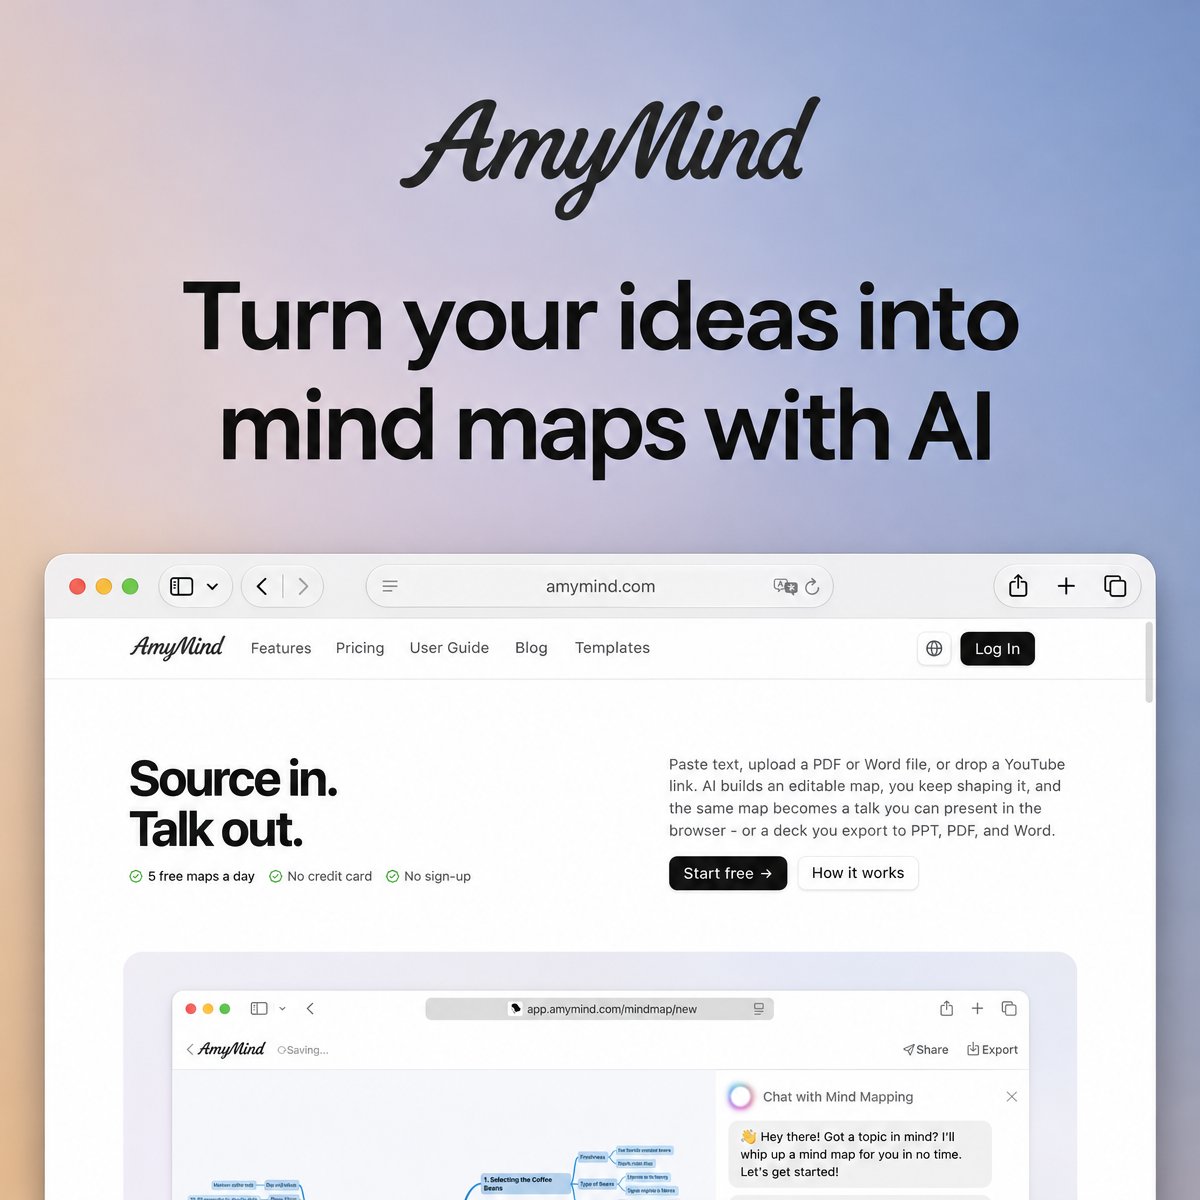 AmyMind
Turn your ideas into
mind maps with AI
amymind.com
AmyMind Features Pricing User Guide Blog Templates Log In
Source in.
Talk out.
5 free maps a day No credit card No sign-up
Paste text, upload a PDF or Word file, or drop a YouTube
link. AI builds an editable map, you keep shaping it, and
the same map becomes a talk you can present in the
browser - or a deck you export to PPT, PDF, and Word.
Start free → How it works
app.amymind.com/mindmap/new
AmyMind Saving... Share Export
Chat with Mind Mapping
👋 Hey there! Got a topic in mind? I'll
whip up a mind map for you in no time.
Let's get started!
1. Selecting the Coffee
Beans
Freshness
Type of Beans